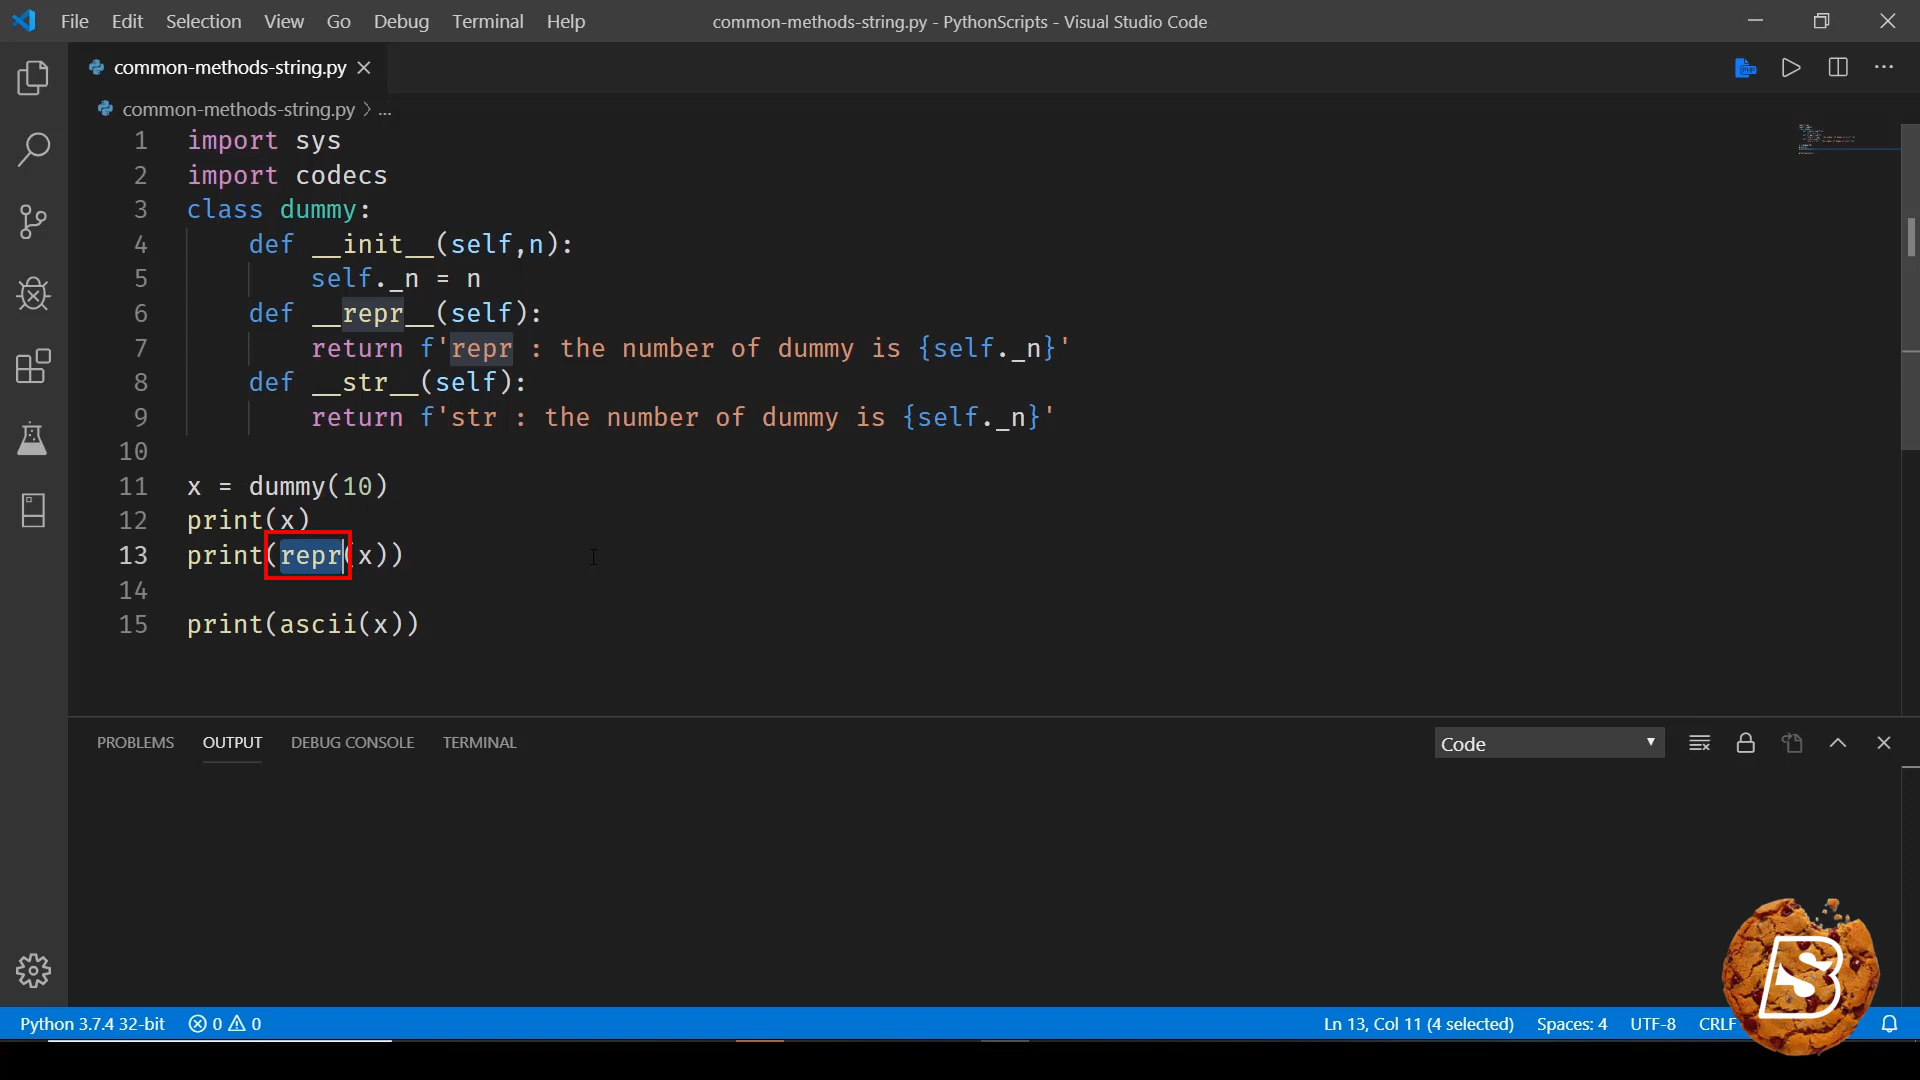 File Edit Selection View Go Debug Terminal Help
common-methods-string.py - PythonScripts - Visual Studio Code
common-methods-string.py
common-methods-string.py > ...
1 import sys
2 import codecs
3 class dummy:
4 def __init__(self,n):
5 self._n = n
6 def __repr__(self):
7 return f'repr : the number of dummy is {self._n}'
8 def __str__(self):
9 return f'str : the number of dummy is {self._n}'
10
11 x = dummy(10)
12 print(x)
13 print(repr(x))
14
15 print(ascii(x))
PROBLEMS OUTPUT DEBUG CONSOLE TERMINAL
Code
Python 3.7.4 32-bit 0 0
Ln 13, Col 11 (4 selected) Spaces: 4 UTF-8 CRLF